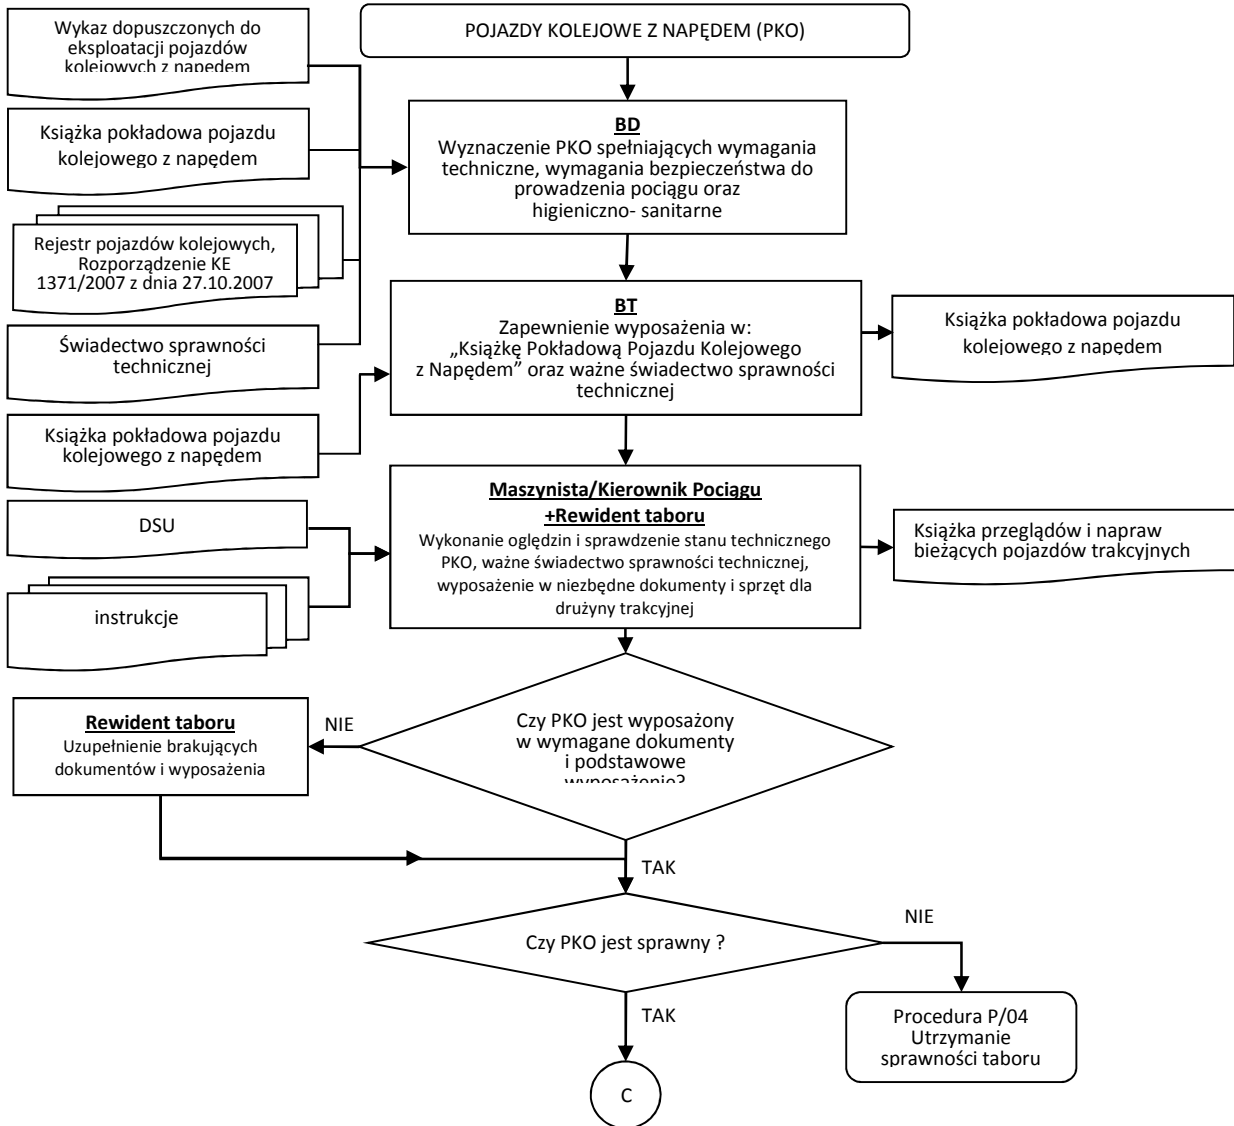 POJAZDY KOLEJOWE Z NAPĘDEM (PKO)
Wykaz dopuszczonych do
eksploatacji pojazdów
kolejowych z napędem
Książka pokładowa pojazdu
kolejowego z napędem
Rejestr pojazdów kolejowych,
Rozporządzenie KE
1371/2007 z dnia 27.10.2007
Świadectwo sprawności
technicznej
BD
Wyznaczenie PKO spełniających wymagania
techniczne, wymagania bezpieczeństwa do
prowadzenia pociągu oraz
higieniczno- sanitarne
Książka pokładowa pojazdu
kolejowego z napędem
BT
Zapewnienie wyposażenia w:
„Książkę Pokładową Pojazdu Kolejowego
z Napędem” oraz ważne świadectwo sprawności
technicznej
Książka pokładowa pojazdu
kolejowego z napędem
DSU
instrukcje
Maszynista/Kierownik Pociągu
+Rewident taboru
Wykonanie oględzin i sprawdzenie stanu technicznego
PKO, ważne świadectwo sprawności technicznej,
wyposażenie w niezbędne dokumenty i sprzęt dla
drużyny trakcyjnej
Książka przeglądów i napraw
bieżących pojazdów trakcyjnych
Czy PKO jest wyposażony
w wymagane dokumenty
i podstawowe
wyposażenie?
NIE
Rewident taboru
Uzupełnienie brakujących
dokumentów i wyposażenia
TAK
Czy PKO jest sprawny ?
NIE
Procedura P/04
Utrzymanie
sprawności taboru
TAK
C